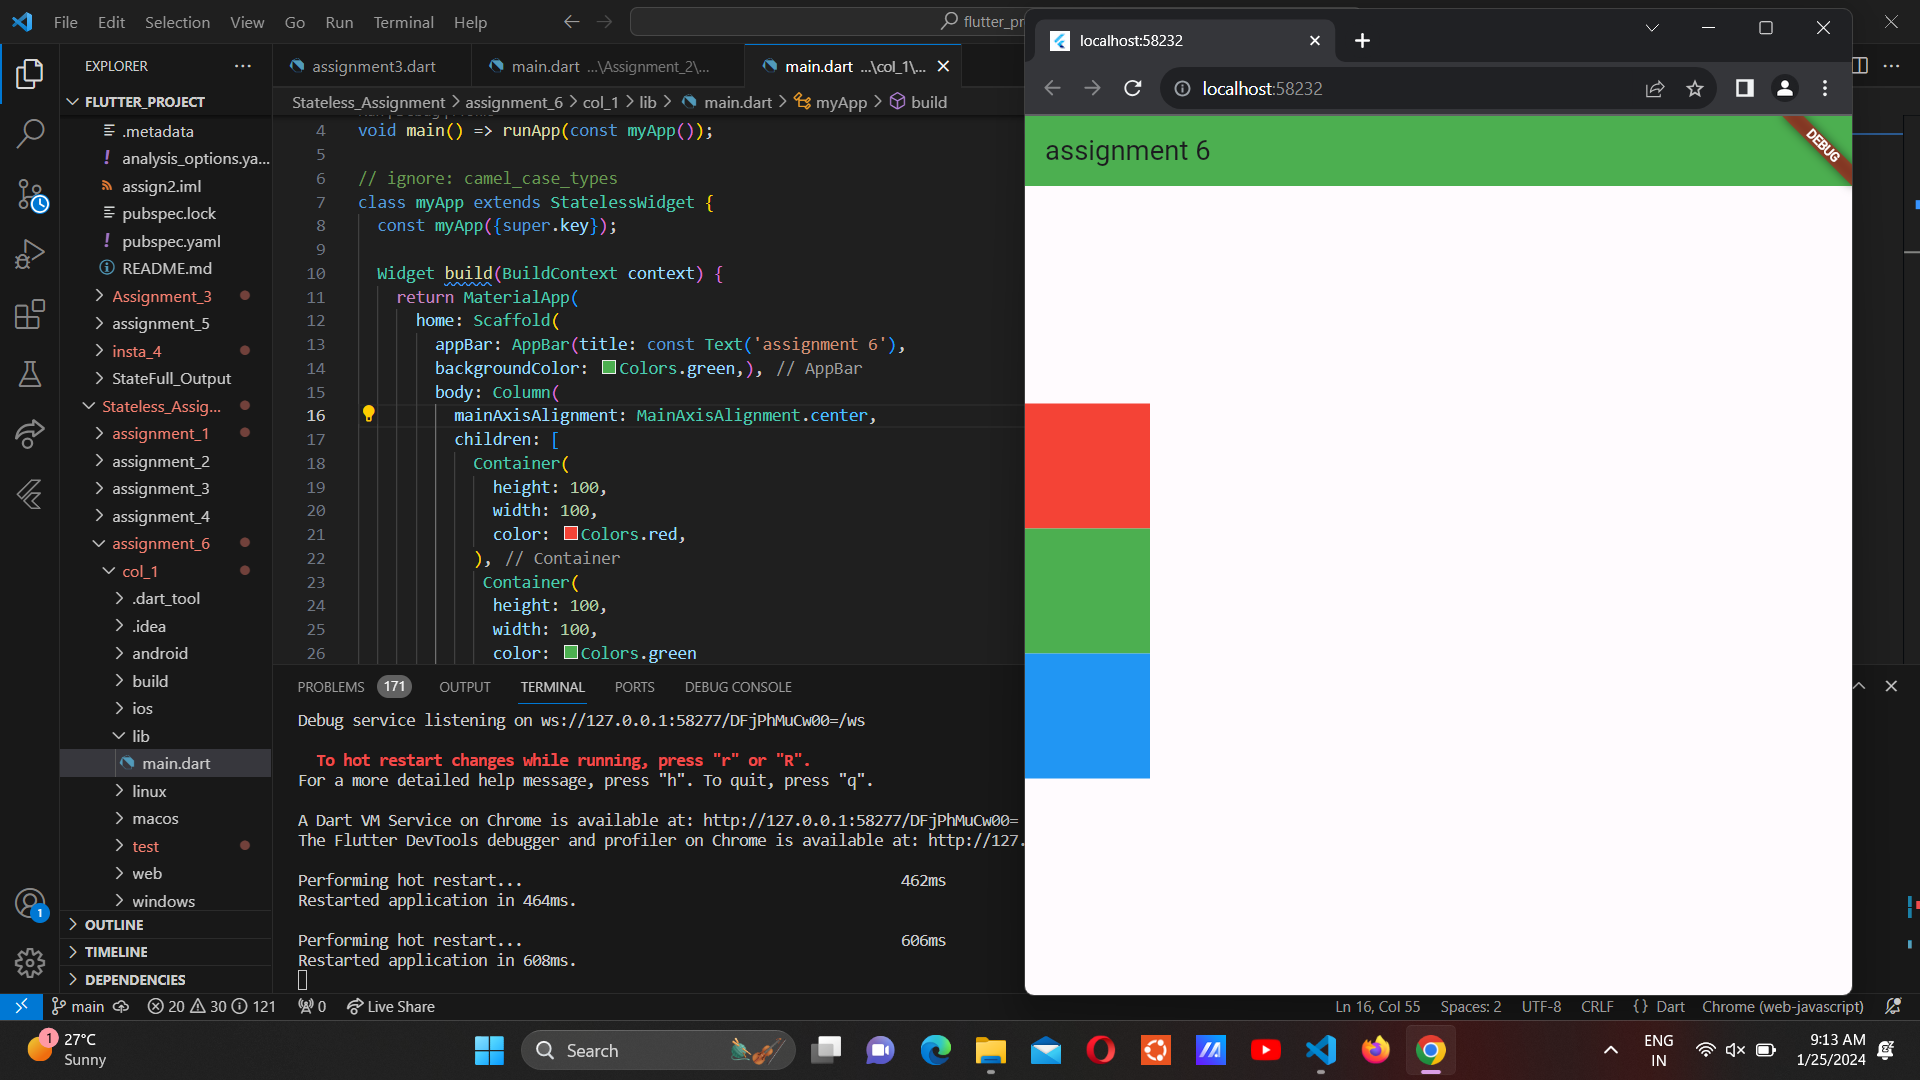 File Edit Selection View Go Run Terminal Help
flutter_pr
EXPLORER
FLUTTER_PROJECT
.metadata
analysis_options.ya...
assign2.iml
pubspec.lock
pubspec.yaml
README.md
Assignment_3
assignment_5
insta_4
StateFull_Output
Stateless_Assig...
assignment_1
assignment_2
assignment_3
assignment_4
assignment_6
col_1
.dart_tool
.idea
android
build
ios
lib
main.dart
linux
macos
test
web
windows
OUTLINE
TIMELINE
DEPENDENCIES
assignment3.dart
main.dart ...\Assignment_2\...
main.dart ...\col_1\...
Stateless_Assignment > assignment_6 > col_1 > lib > main.dart > myApp > build
4 void main() => runApp(const myApp());
5
6 // ignore: camel_case_types
7 class myApp extends StatelessWidget {
8 const myApp({super.key});
9
10 Widget build(BuildContext context) {
11 return MaterialApp(
12 home: Scaffold(
13 appBar: AppBar(title: const Text('assignment 6'),
14 backgroundColor: Colors.green,), // AppBar
15 body: Column(
16 mainAxisAlignment: MainAxisAlignment.center,
17 children: [
18 Container(
19 height: 100,
20 width: 100,
21 color: Colors.red,
22 ), // Container
23 Container(
24 height: 100,
25 width: 100,
26 color: Colors.green
PROBLEMS 171 OUTPUT TERMINAL PORTS DEBUG CONSOLE
Debug service listening on ws://127.0.0.1:58277/DFjPhMuCw00=/ws
To hot restart changes while running, press "r" or "R".
For a more detailed help message, press "h". To quit, press "q".
A Dart VM Service on Chrome is available at: http://127.0.0.1:58277/DFjPhMuCw00=
The Flutter DevTools debugger and profiler on Chrome is available at: http://127.
Performing hot restart... 462ms
Restarted application in 464ms.
Performing hot restart... 606ms
Restarted application in 608ms.
localhost:58232
localhost:58232
assignment 6
DEBUG
1
main 20 30 121 0 Live Share
Ln 16, Col 55 Spaces: 2 UTF-8 CRLF {} Dart Chrome (web-javascript)
1
27°C
Sunny
Search
ENG
IN
9:13 AM
1/25/2024